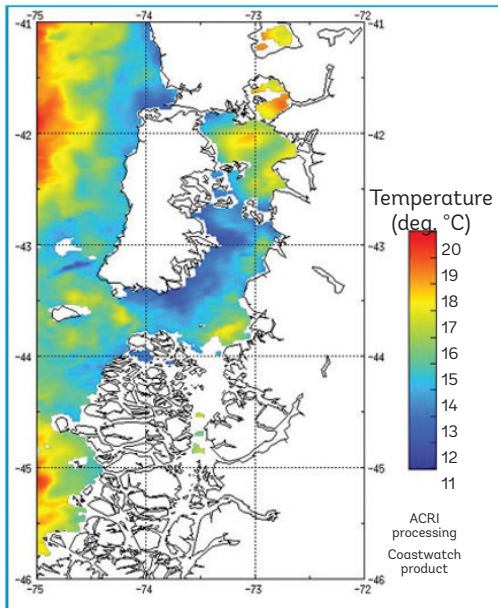 -75 -74 -73 -72
-41 -41
-42 -42
-43 -43
-44 -44
-45 -45
-46 -46
-75 -74 -73 -72
Temperature
(deg. °C)
20
19
18
17
16
15
14
13
12
11
ACRI
processing
Coastwatch
product